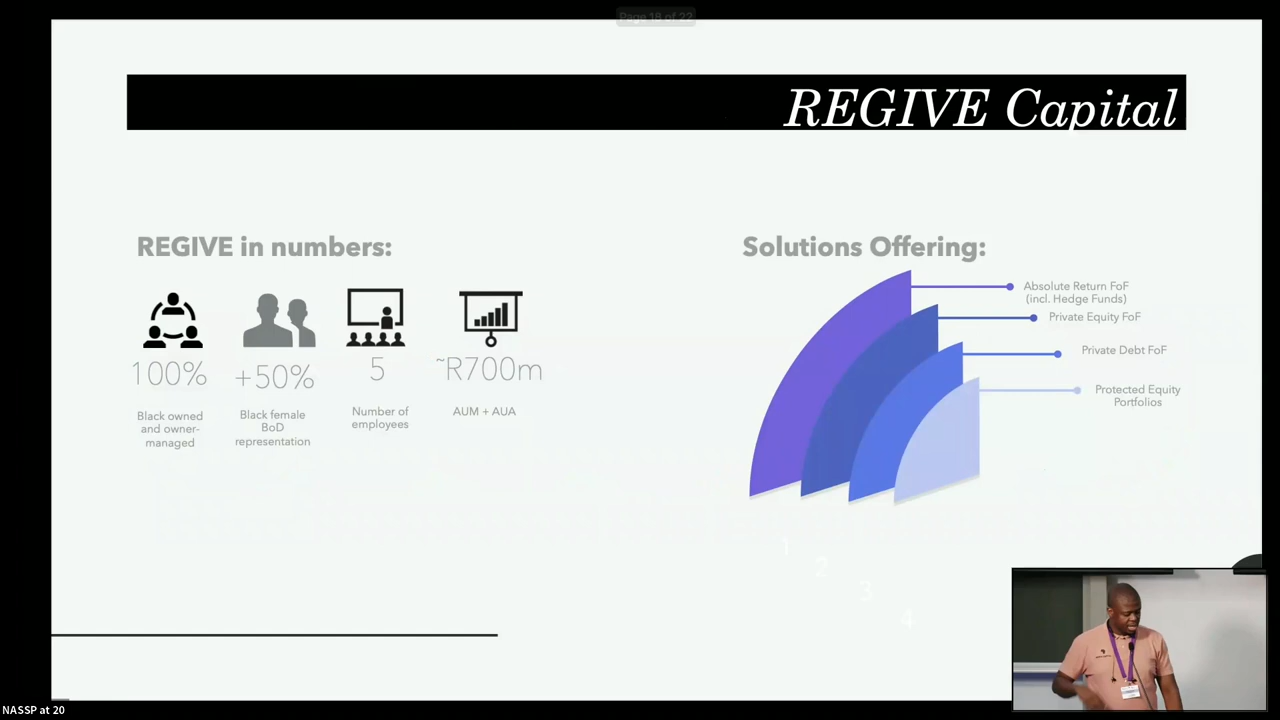 Page 18 of 22
REGIVE Capital
REGIVE in numbers:
100%
Black owned
and owner-
managed
+50%
Black female
BoD
representation
5
Number of
employees
~R700m
AUM + AUA
Solutions Offering:
Absolute Return FoF
(incl. Hedge Funds)
Private Equity FoF
Private Debt FoF
Protected Equity
Portfolios
1
2
3
4
NASSP at 20